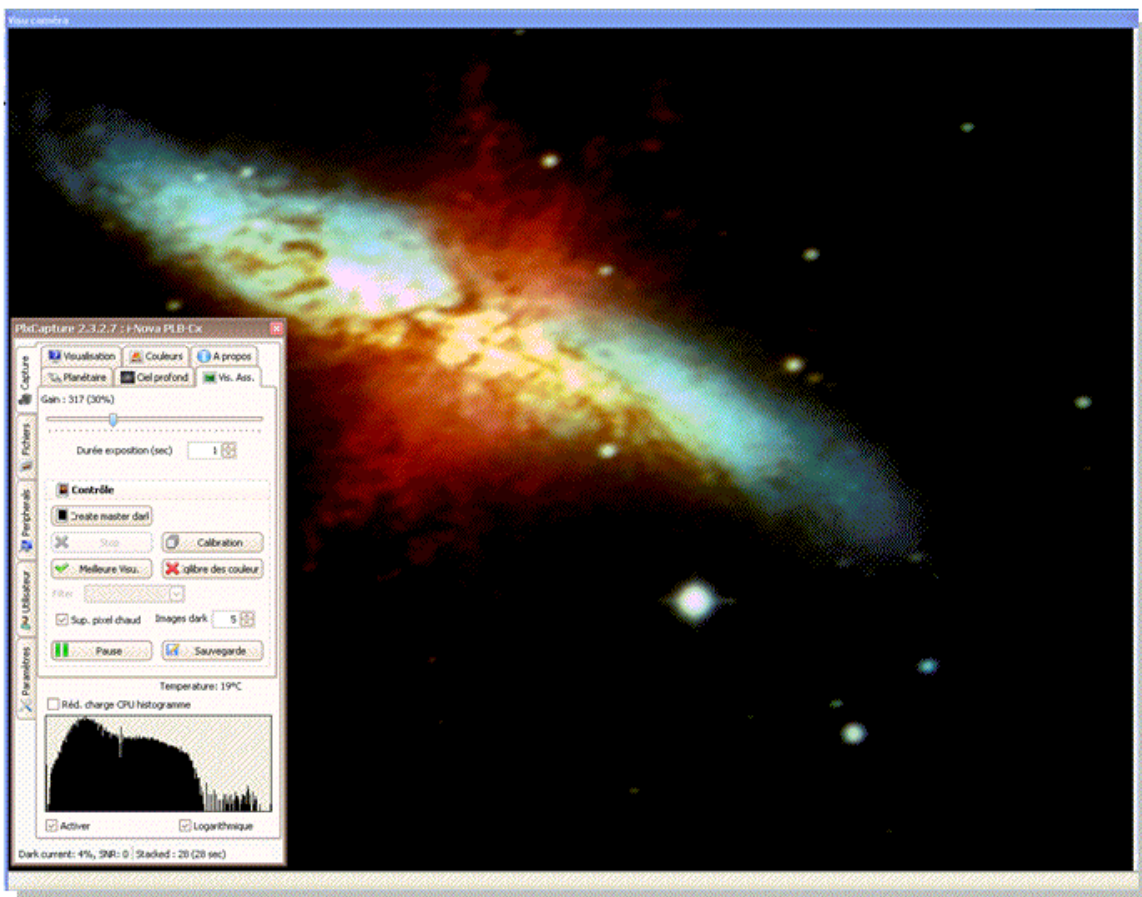 Visu caméra
PlxCapture 2.3.2.7 : i-Nova PLB-Cx
Capture
Fichiers
Peripherals
Utilisateur
Paramètres
Visualisation
Couleurs
A propos
Planétaire
Ciel profond
Vis. Ass.
Gain : 317 (30%)
Durée exposition (sec) 1
Contrôle
Create master dark
Stop
Calibration
Meilleure Visu.
quilibre des couleur
Filter
Sup. pixel chaud Images dark 5
Pause
Sauvegarde
Temperature: 19°C
Réd. charge CPU histogramme
Activer
Logarithmique
Dark current: 4%, SNR: 0 Stacked : 28 (28 sec)